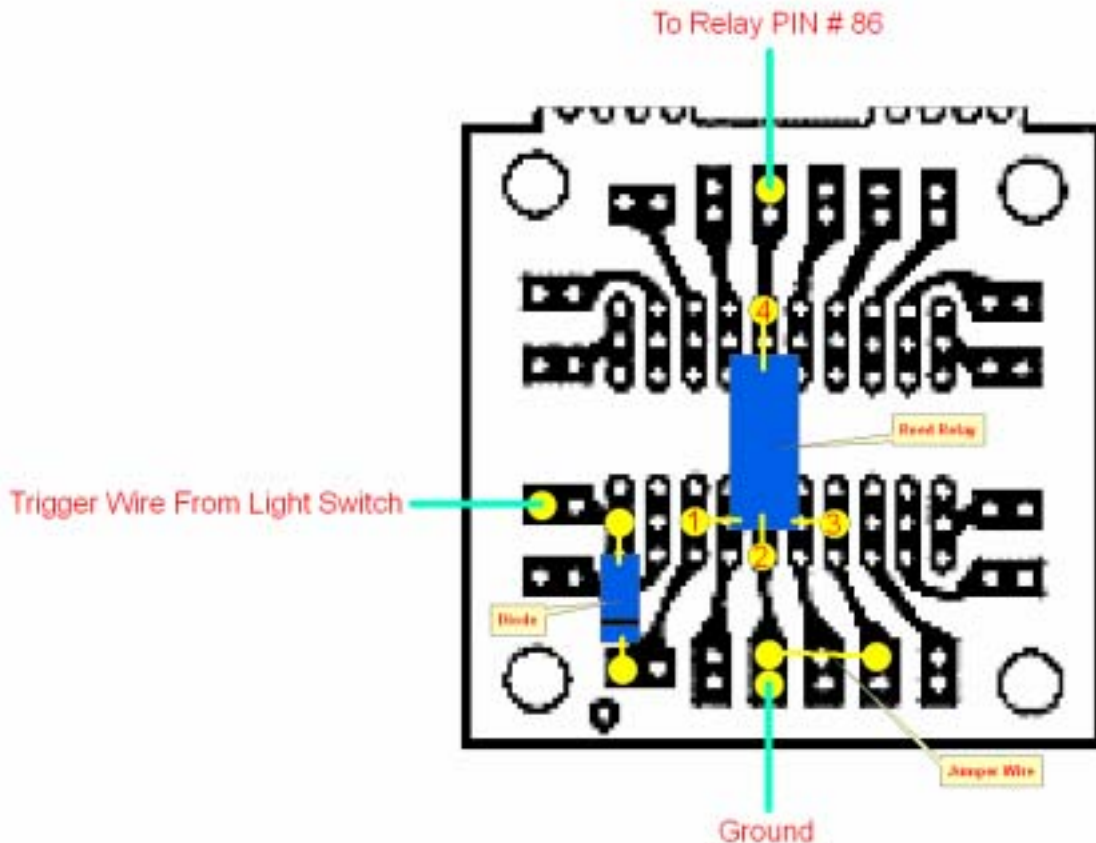 To Relay PIN # 86
4
Reed Relay
Trigger Wire From Light Switch
1
3
2
Diode
Jumper Wire
Ground